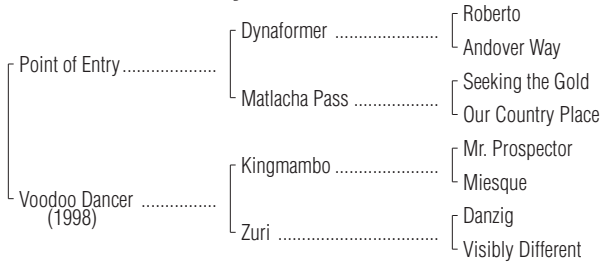 Roberto
Dynaformer ....................
Andover Way
Point of Entry...................
Seeking the Gold
Matlacha Pass ................
Our Country Place
Mr. Prospector
Kingmambo ....................
Miesque
Voodoo Dancer ...............
(1998)
Danzig
Zuri ...............................
Visibly Different